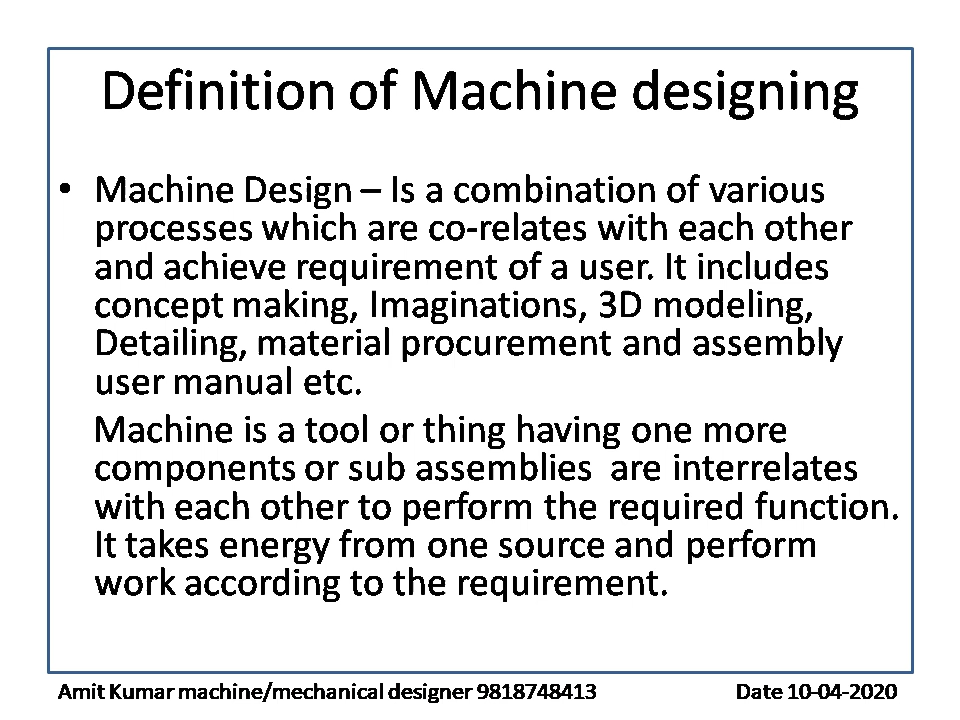 Definition of Machine designing
• Machine Design – Is a combination of various
processes which are co-relates with each other
and achieve requirement of a user. It includes
concept making, Imaginations, 3D modeling,
Detailing, material procurement and assembly
user manual etc.
Machine is a tool or thing having one more
components or sub assemblies  are interrelates
with each other to perform the required function.
It takes energy from one source and perform
work according to the requirement.
Amit Kumar machine/mechanical designer 9818748413 Date 10-04-2020